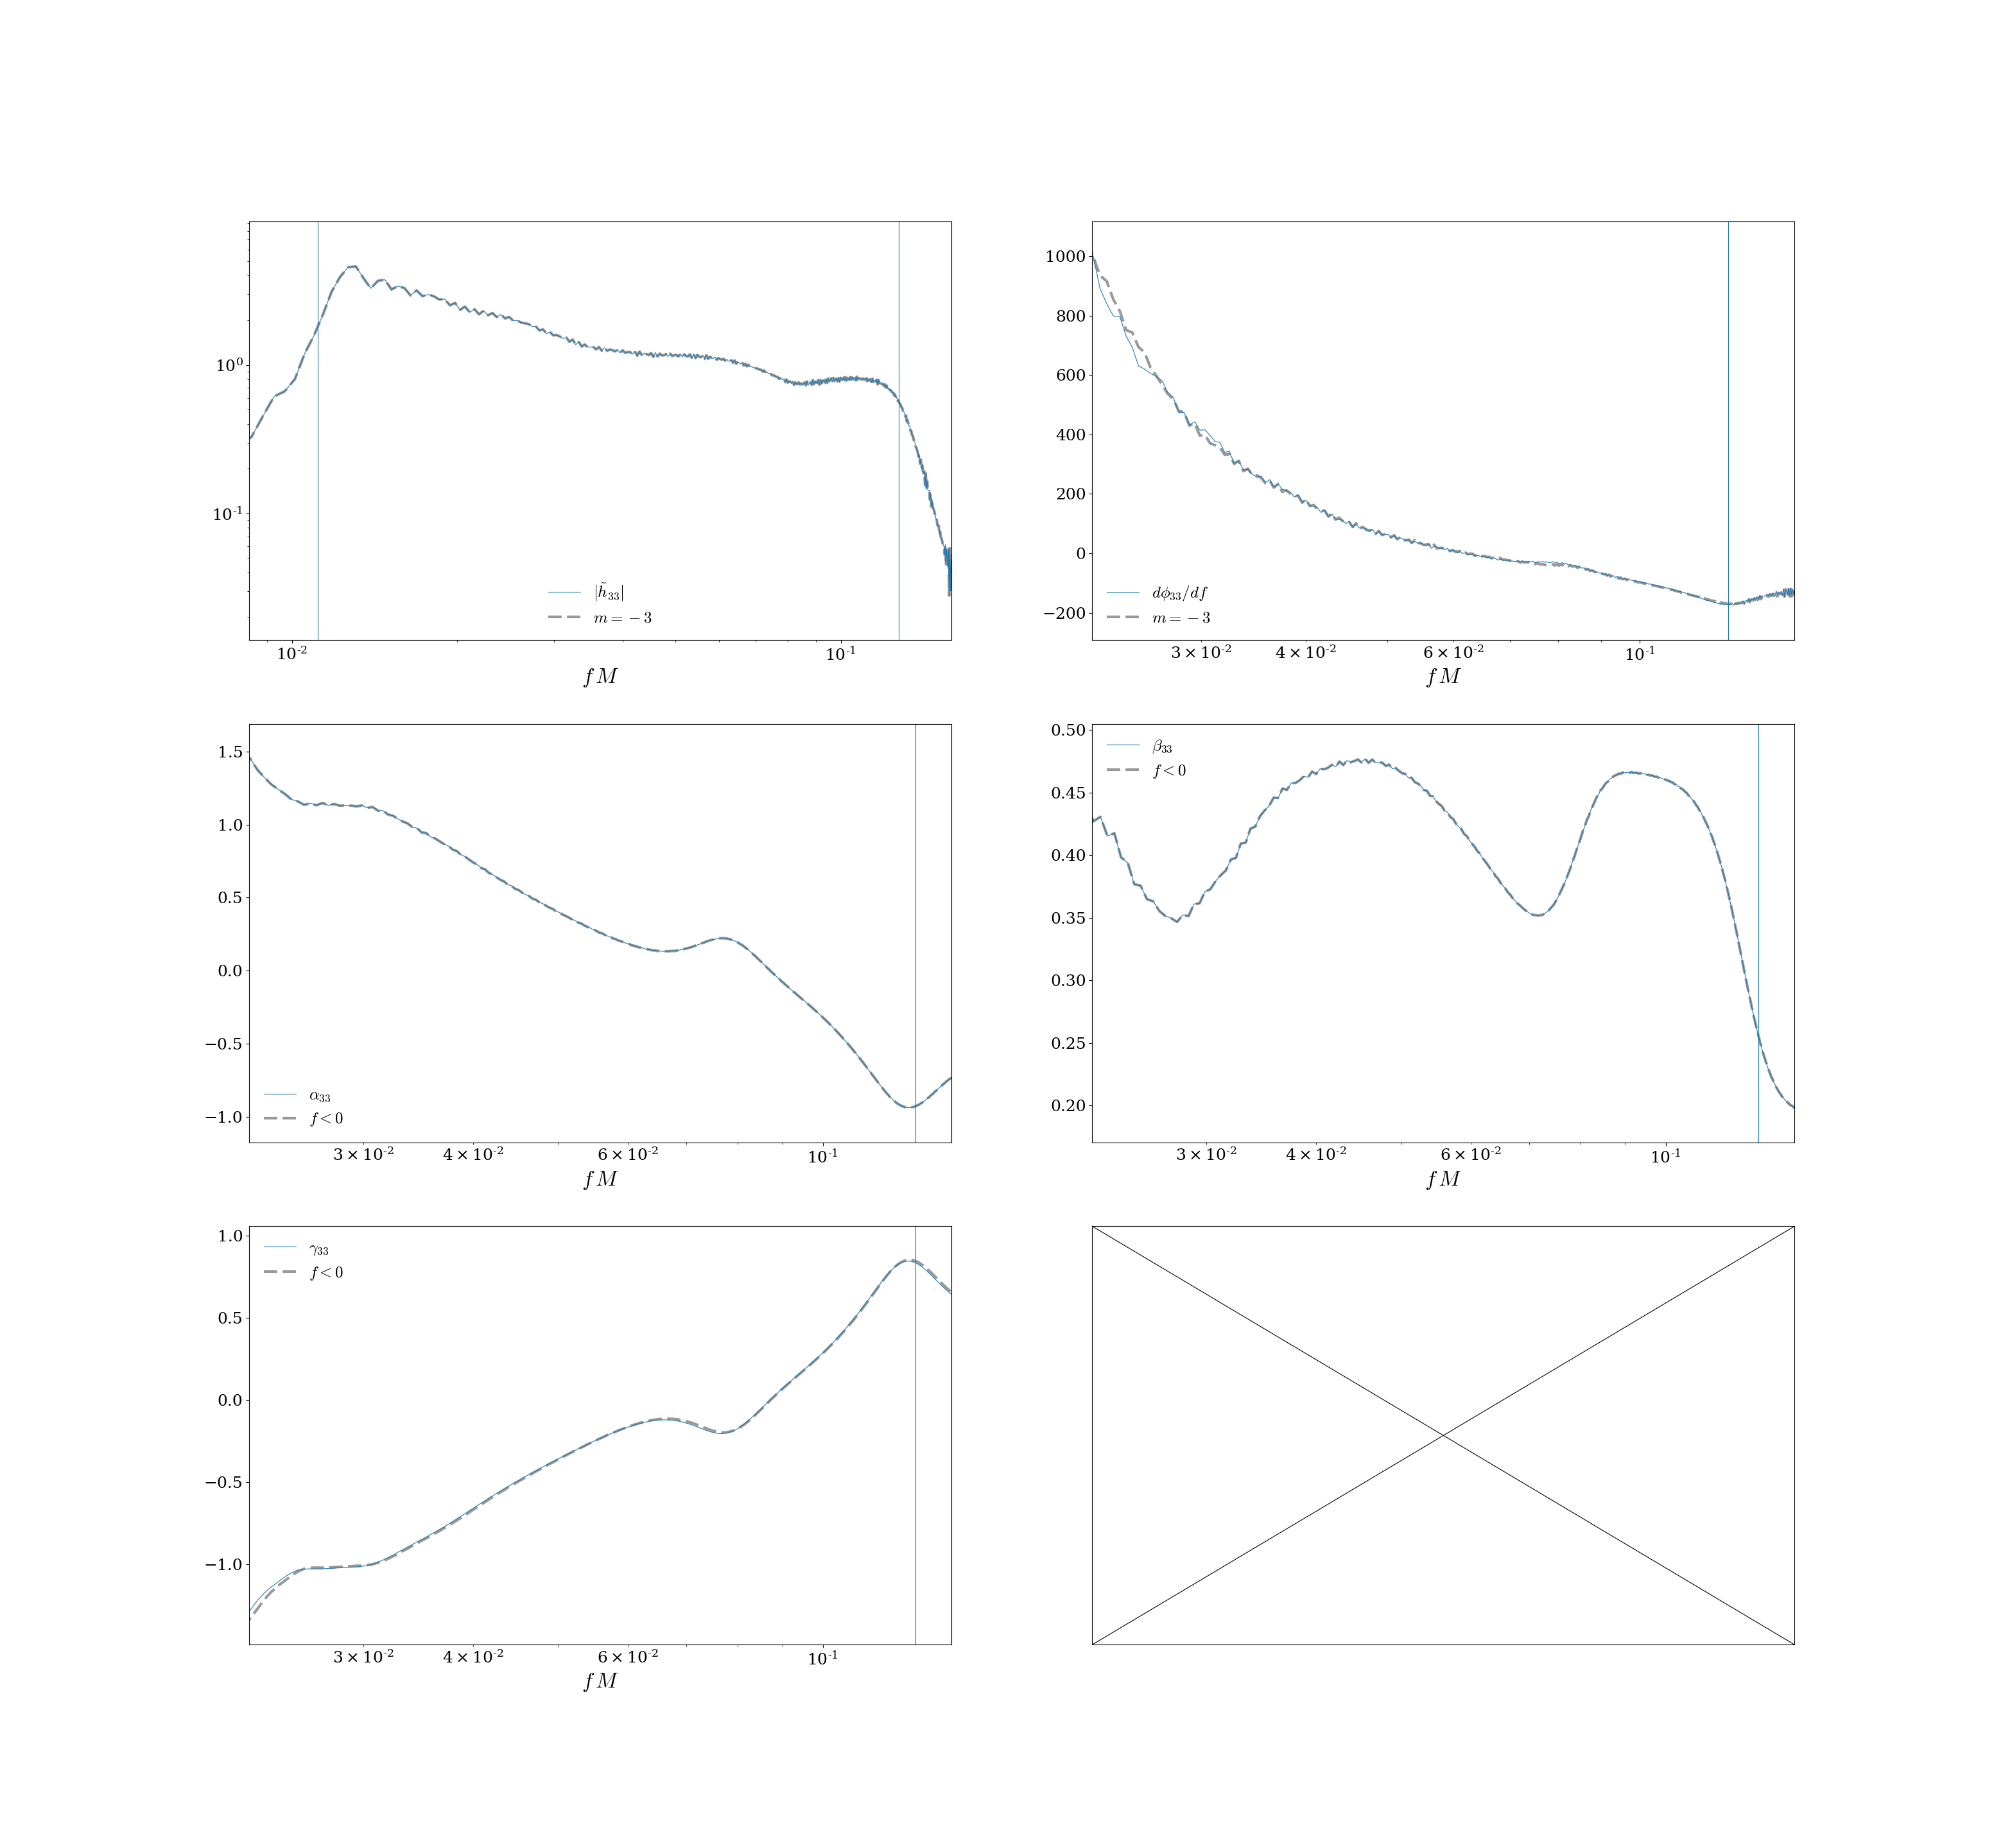 10⁰
10⁻¹
|h̃₃₃|
m = −3
10⁻² 10⁻¹
fM
1000
800
600
400
200
0
−200
dϕ₃₃/df
m = −3
3 × 10⁻² 4 × 10⁻² 6 × 10⁻² 10⁻¹
fM
1.5
1.0
0.5
0.0
−0.5
−1.0
α₃₃
f < 0
3 × 10⁻² 4 × 10⁻² 6 × 10⁻² 10⁻¹
fM
0.50
0.45
0.40
0.35
0.30
0.25
0.20
β₃₃
f < 0
3 × 10⁻² 4 × 10⁻² 6 × 10⁻² 10⁻¹
fM
1.0
0.5
0.0
−0.5
−1.0
γ₃₃
f < 0
3 × 10⁻² 4 × 10⁻² 6 × 10⁻² 10⁻¹
fM